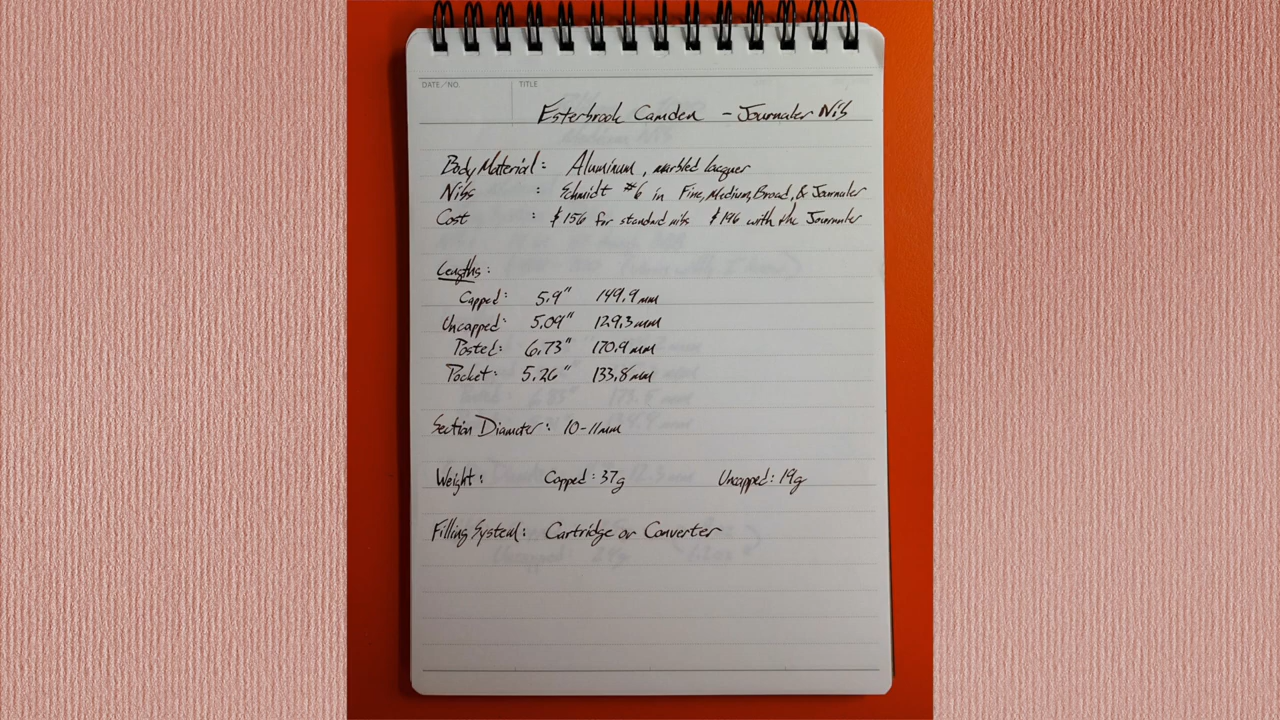 DATE/NO.
TITLE
Esterbrook Camden - Journaler Nib
Body Material: Aluminum, marbled lacquer
Nibs : Schmidt #6 in Fine, Medium, Broad, & Journaler
Cost : $156 for standard nibs $196 with the Journaler
Lengths:
Capped: 5.9" 149.9mm
Uncapped: 5.09" 129.3mm
Posted: 6.73" 170.9mm
Pocket: 5.26" 133.8mm
Section Diameter: 10-11mm
Weight: Capped: 37g Uncapped: 19g
Filling System: Cartridge or Converter